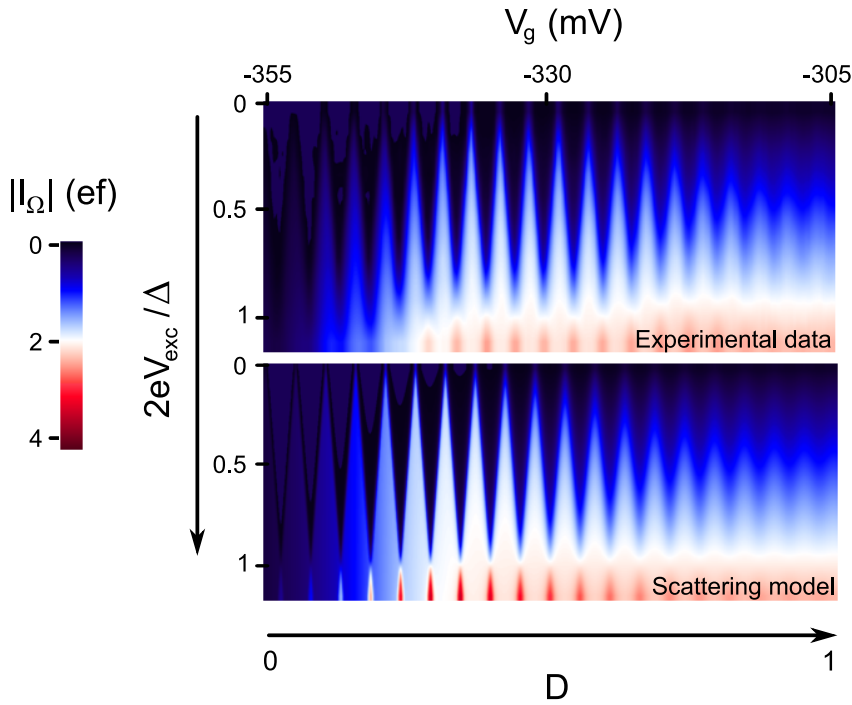 V_g (mV)
-355 -330 -305
0
0.5
1
Experimental data
|I_Ω| (ef)
0
2
4
2eV_exc/Δ
0
0.5
1
Scattering model
0 1
D